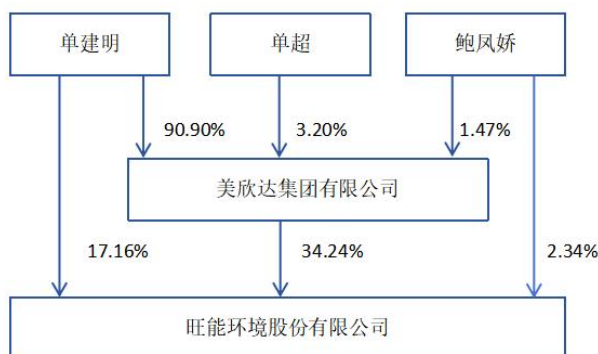 单建明
单超
鲍凤娇
90.90%
3.20%
1.47%
美欣达集团有限公司
17.16%
34.24%
2.34%
旺能环境股份有限公司